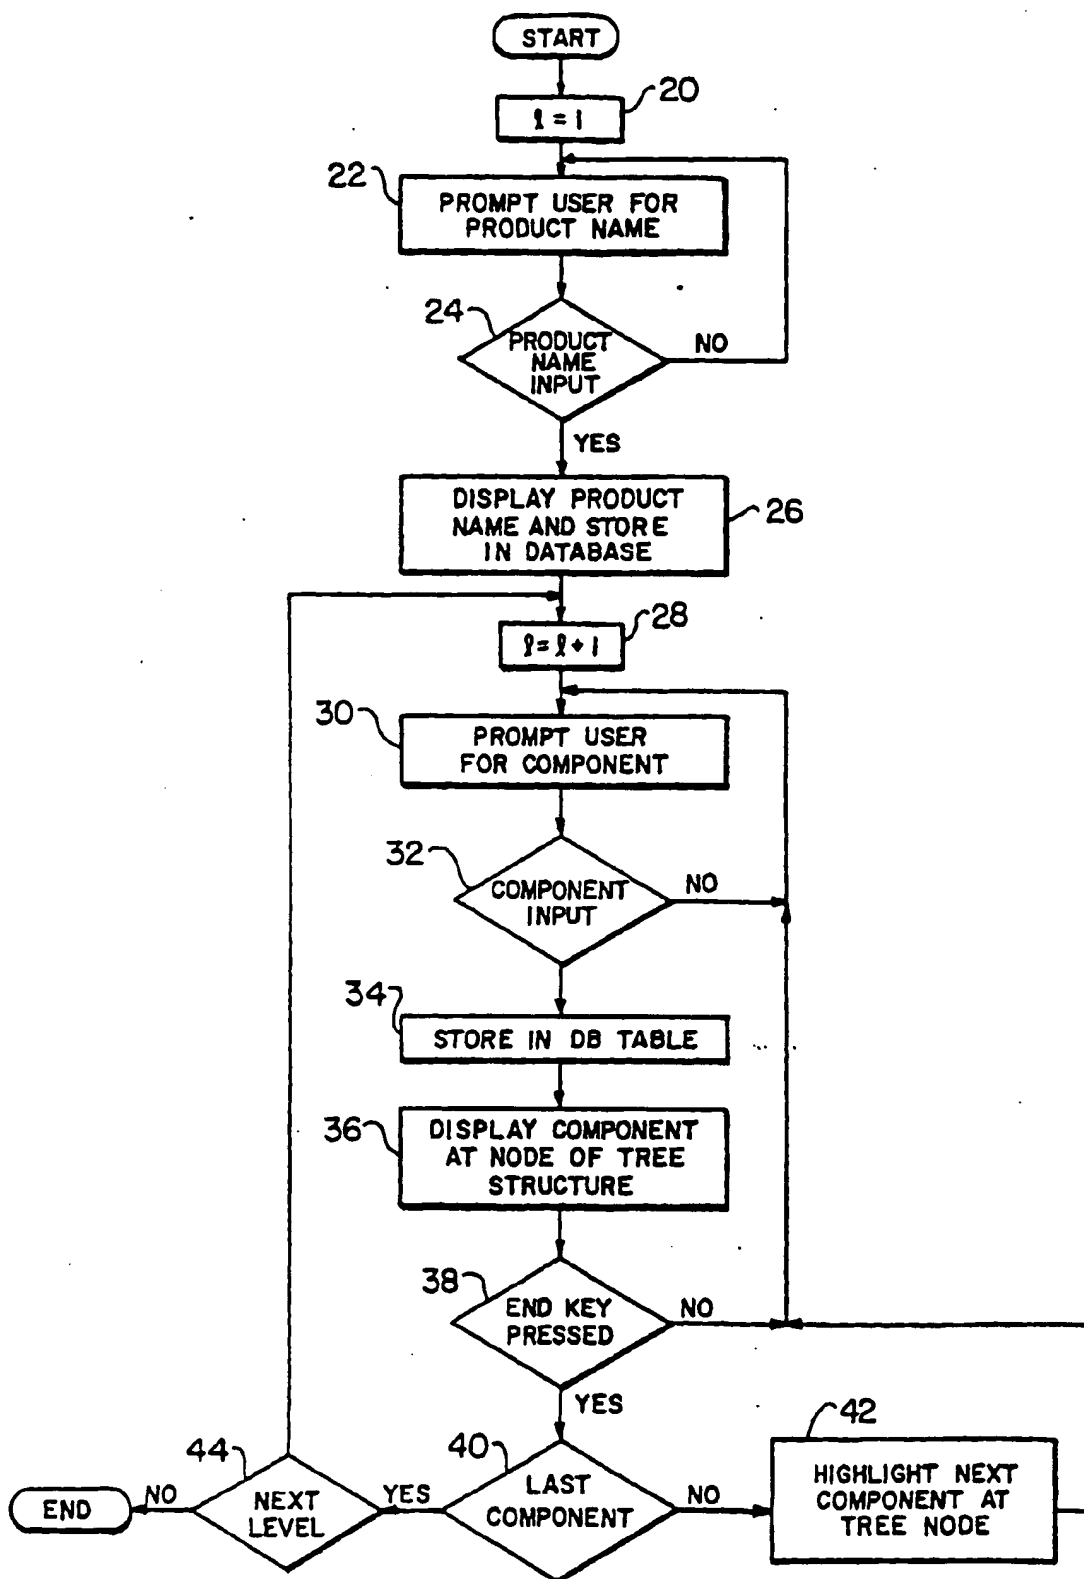 START
20
ℓ = 1
22
PROMPT USER FOR
PRODUCT NAME
24
PRODUCT
NAME
INPUT
NO
YES
DISPLAY PRODUCT
NAME AND STORE
IN DATABASE
26
28
ℓ = ℓ + 1
30
PROMPT USER
FOR COMPONENT
32
COMPONENT
INPUT
NO
34
STORE IN DB TABLE
36
DISPLAY COMPONENT
AT NODE OF TREE
STRUCTURE
38
END KEY
PRESSED
NO
YES
40
LAST
COMPONENT
NO
42
HIGHLIGHT NEXT
COMPONENT AT
TREE NODE
YES
44
NEXT
LEVEL
NO
END